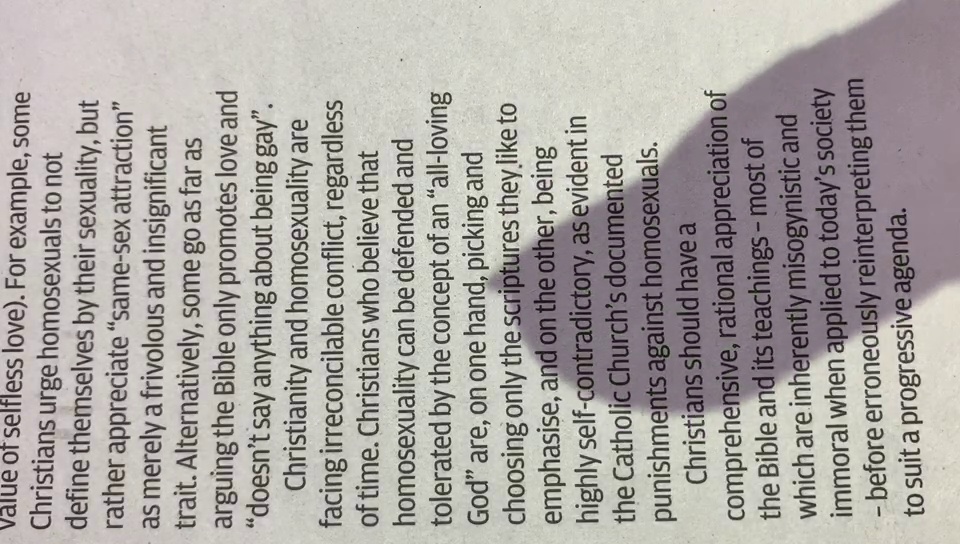 value of selfless love). For example, some
Christians urge homosexuals to not
define themselves by their sexuality, but
rather appreciate “same-sex attraction”
as merely a frivolous and insignificant
trait. Alternatively, some go as far as
arguing the Bible only promotes love and
“doesn’t say anything about being gay”.
Christianity and homosexuality are
facing irreconcilable conflict, regardless
of time. Christians who believe that
homosexuality can be defended and
tolerated by the concept of an “all-loving
God” are, on one hand, picking and
choosing only the scriptures they like to
emphasise, and on the other, being
highly self-contradictory, as evident in
the Catholic Church’s documented
punishments against homosexuals.
Christians should have a
comprehensive, rational appreciation of
the Bible and its teachings – most of
which are inherently misogynistic and
immoral when applied to today’s society
– before erroneously reinterpreting them
to suit a progressive agenda.